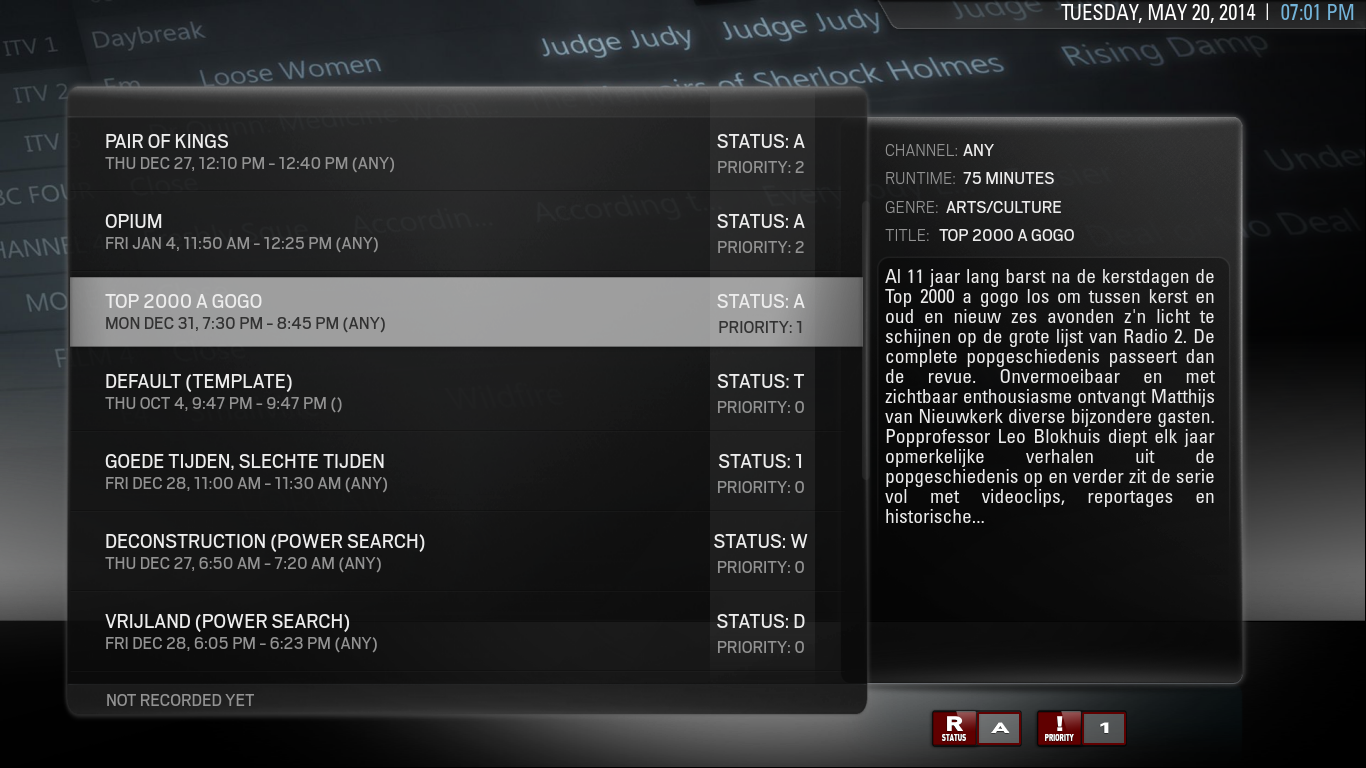 TUESDAY, MAY 20, 2014 | 07:01 PM
ITV 1 Daybreak Judge Judy Judge Judy Judge
ITV 2 Loose Women of Sherlock Holmes Rising Damp
PAIR OF KINGS STATUS: A
THU DEC 27, 12:10 PM - 12:40 PM (ANY) PRIORITY: 2
OPIUM STATUS: A
FRI JAN 4, 11:50 AM - 12:25 PM (ANY) PRIORITY: 2
TOP 2000 A GOGO STATUS: A
MON DEC 31, 7:30 PM - 8:45 PM (ANY) PRIORITY: 1
DEFAULT (TEMPLATE) STATUS: T
THU OCT 4, 9:47 PM - 9:47 PM () PRIORITY: 0
GOEDE TIJDEN, SLECHTE TIJDEN STATUS: 1
FRI DEC 28, 11:00 AM - 11:30 AM (ANY) PRIORITY: 0
DECONSTRUCTION (POWER SEARCH) STATUS: W
THU DEC 27, 6:50 AM - 7:20 AM (ANY) PRIORITY: 0
VRIJLAND (POWER SEARCH) STATUS: D
FRI DEC 28, 6:05 PM - 6:23 PM (ANY) PRIORITY: 0
NOT RECORDED YET
CHANNEL: ANY
RUNTIME: 75 MINUTES
GENRE: ARTS/CULTURE
TITLE: TOP 2000 A GOGO
Al 11 jaar lang barst na de kerstdagen de
Top 2000 a gogo los om tussen kerst en
oud en nieuw zes avonden z'n licht te
schijnen op de grote lijst van Radio 2. De
complete popgeschiedenis passeert dan
de revue. Onvermoeibaar en met
zichtbaar enthousiasme ontvangt Matthijs
van Nieuwkerk diverse bijzondere gasten.
Popprofessor Leo Blokhuis diept elk jaar
opmerkelijke verhalen uit de
popgeschiedenis op en verder zit de serie
vol met videoclips, reportages en
historische...
R STATUS A ! PRIORITY 1